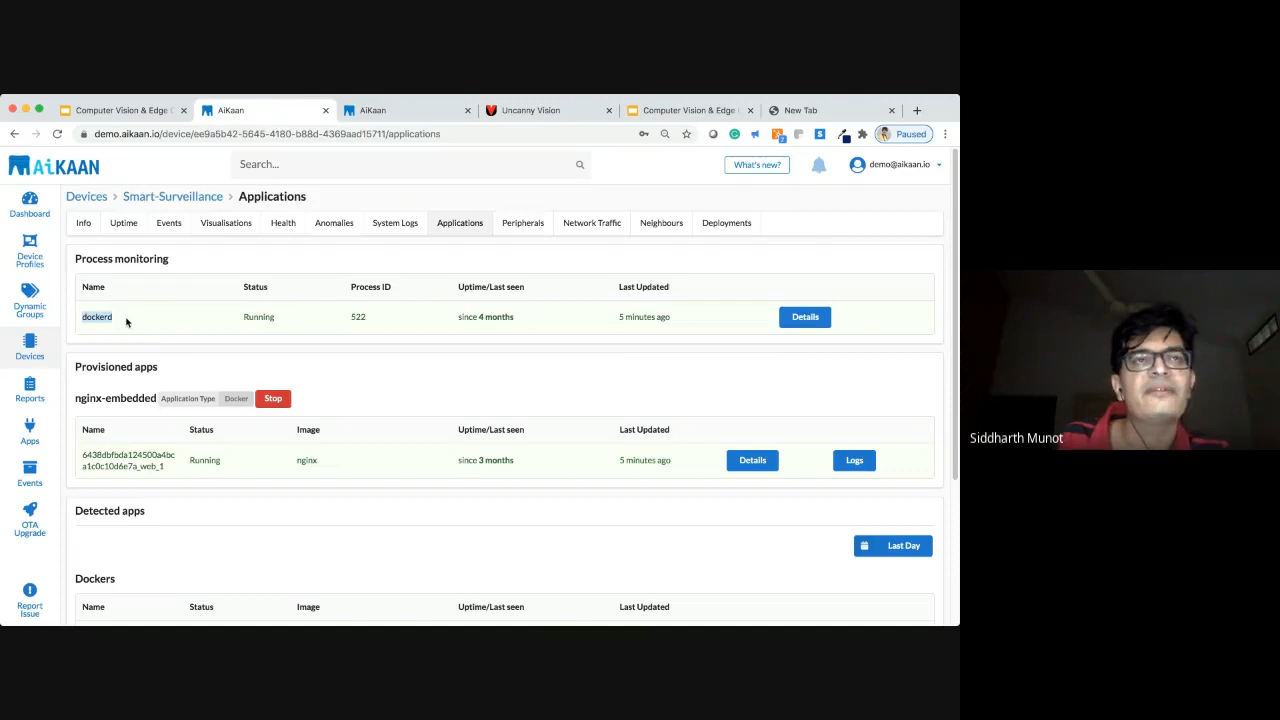 Computer Vision & Edge
AiKaan
AiKaan
Uncanny Vision
Computer Vision & Edge
New Tab
demo.aikaan.io/device/ee9a5b42-5645-4180-b88d-4369aad15711/applications
Paused
AiKAAN
Search...
What's new?
demo@aikaan.io
Devices > Smart-Surveillance > Applications
Info Uptime Events Visualisations Health Anomalies System Logs Applications Peripherals Network Traffic Neighbours Deployments
Dashboard
Device
Profiles
Dynamic
Groups
Devices
Reports
Apps
Events
OTA
Upgrade
Report
Issue
Process monitoring
Name Status Process ID Uptime/Last seen Last Updated
dockerd Running 522 since 4 months 5 minutes ago Details
Provisioned apps
nginx-embedded Application Type Docker Stop
Name Status Image Uptime/Last seen Last Updated
6438dbfbda124500a4bc
a1c0c10d6e7a_web_1
Running nginx since 3 months 5 minutes ago Details Logs
Detected apps
Last Day
Dockers
Name Status Image Uptime/Last seen Last Updated
Siddharth Munot